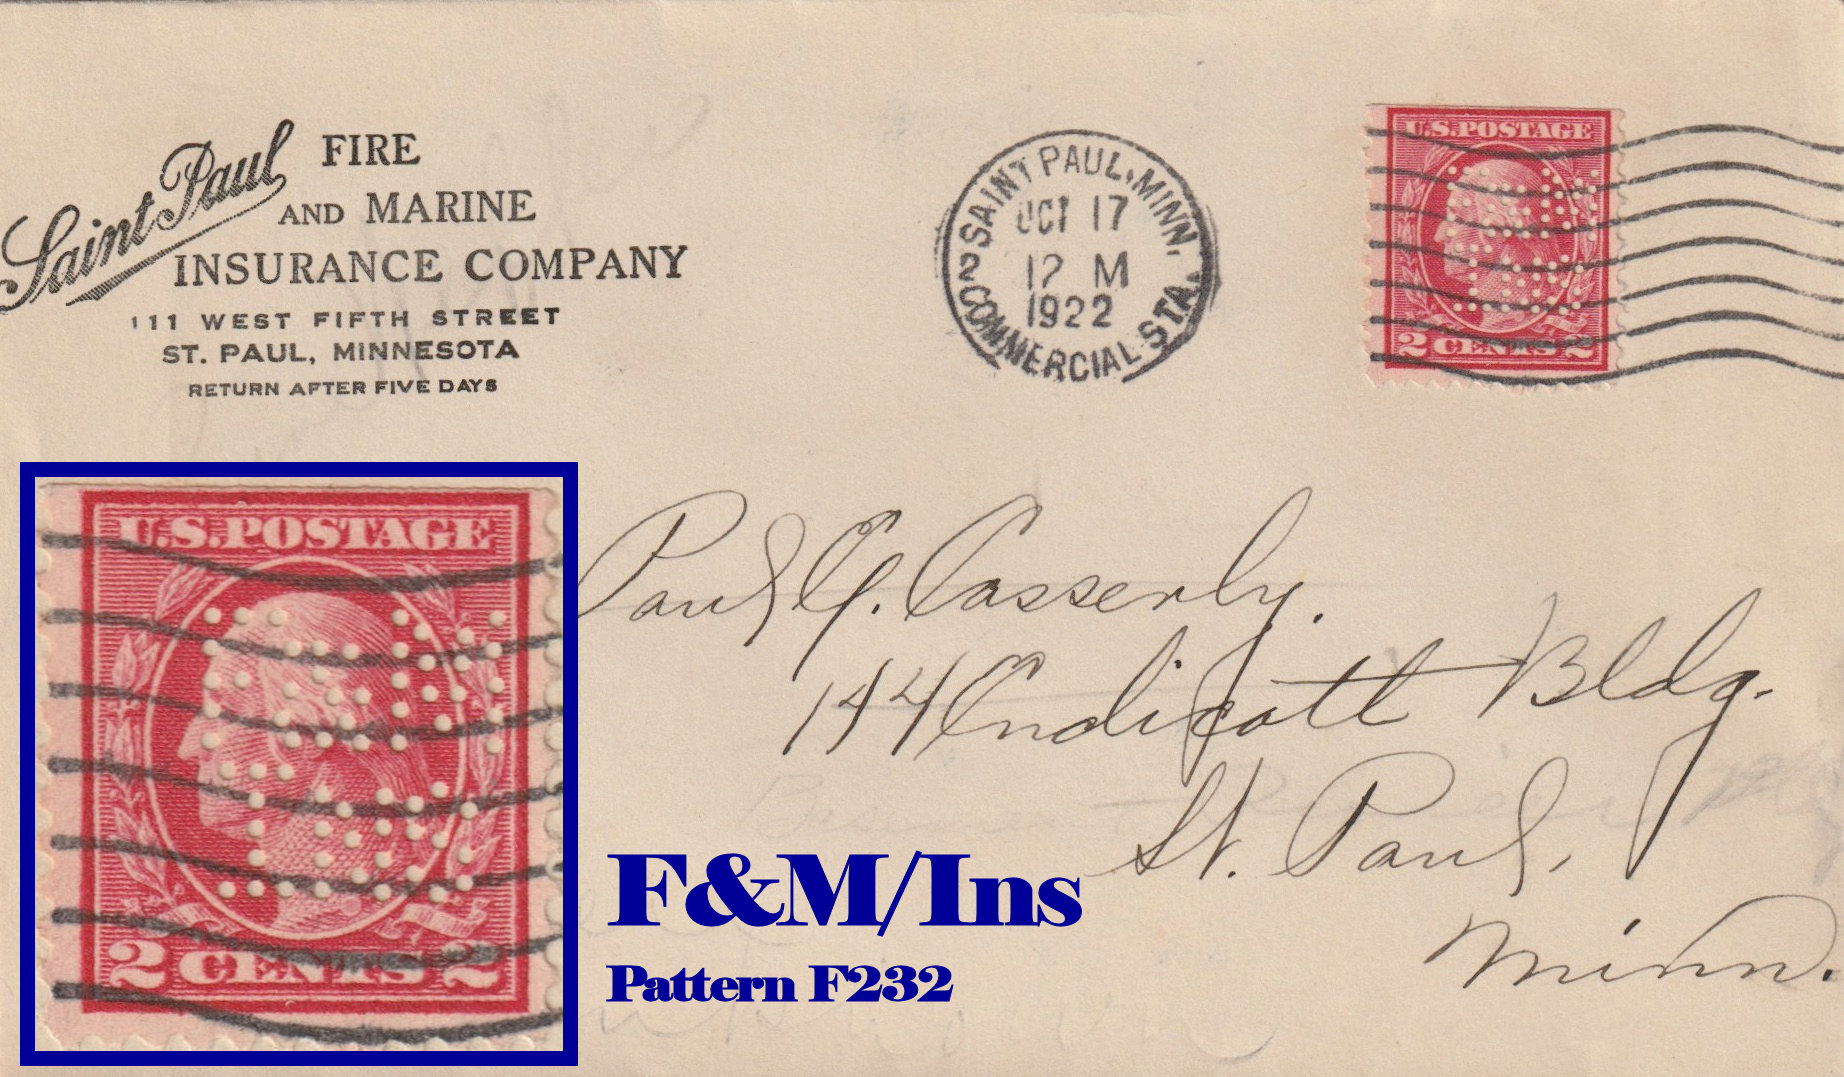 Saint Paul FIRE
AND MARINE
INSURANCE COMPANY
111 WEST FIFTH STREET
ST. PAUL, MINNESOTA
RETURN AFTER FIVE DAYS
SAINT PAUL, MINN.
OCT 17
12 M
1922
2 COMMERCIAL STA.
U.S. POSTAGE
2 CENTS 2
U.S. POSTAGE
F&M
Ins
2 CENTS 2
Paul G. Casserly.
144 Endicott Bldg.
St. Paul,
Minn.
F&M/Ins
Pattern F232